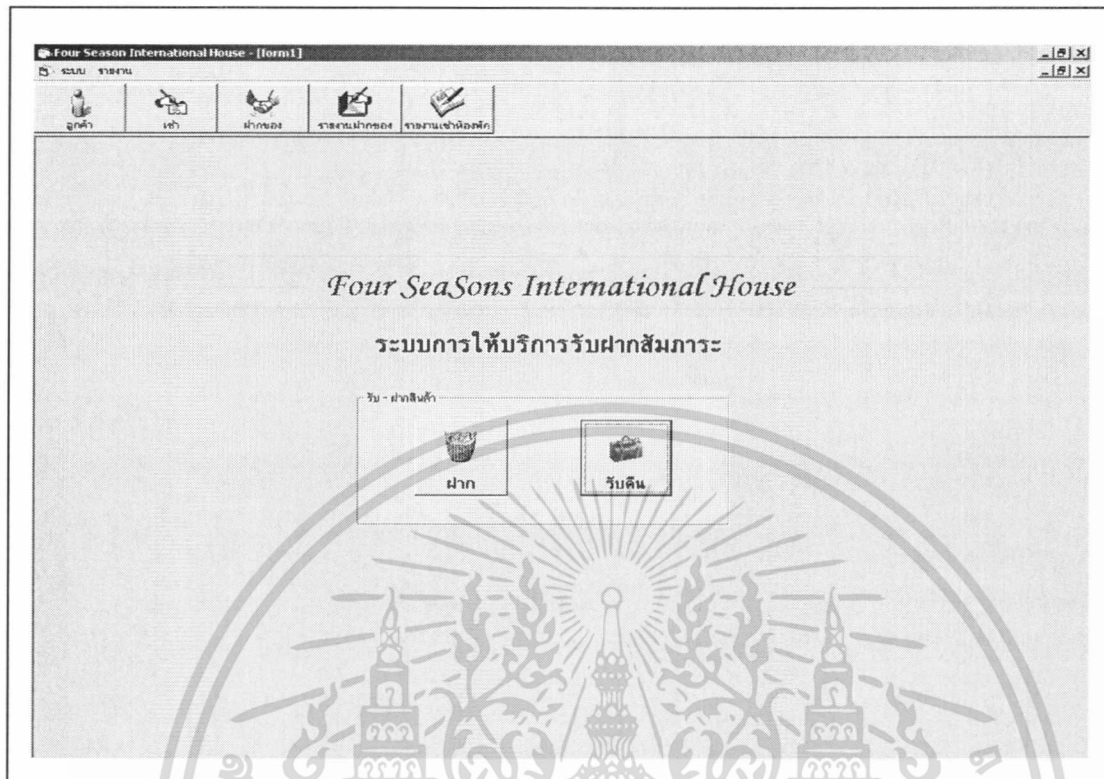 Four Season International House - [form1]
ระบบ รายงาน
ลูกค้า เช่า ฝากของ รายงานฝากของ รายงานเช่าห้องพัก
Four SeaSons International House
ระบบการให้บริการรับฝากสัมภาระ
รับ - ฝากสินค้า
ฝาก รับคืน